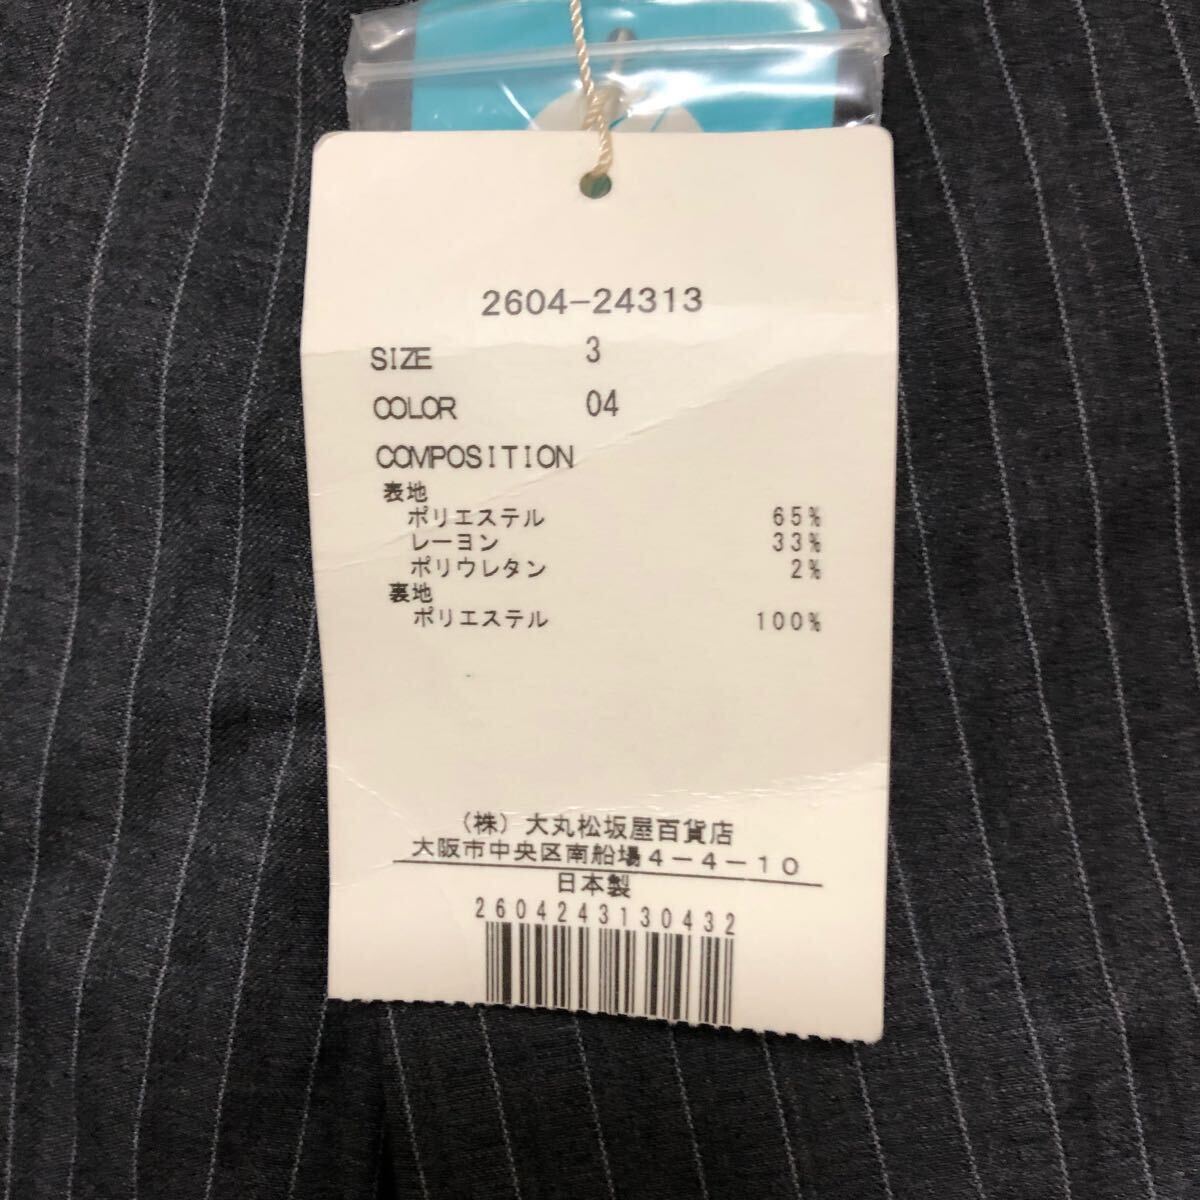 2604-24313
SIZE 3
COLOR 04
COMPOSITION
表地
ポリエステル 65%
レーヨン 33%
ポリウレタン 2%
裏地
ポリエステル 100%
(株)大丸松坂屋百貨店
大阪市中央区南船場4-4-10
日本製
2604243130432